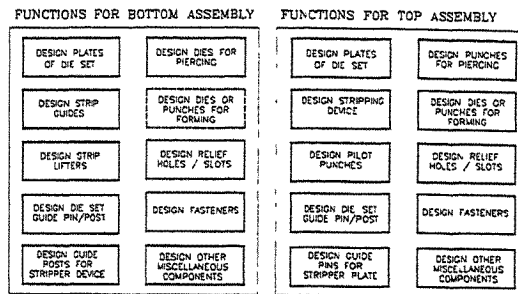 FUNCTIONS FOR BOTTOM ASSEMBLY
DESIGN PLATES
OF DIE SET
DESIGN DIES FOR
PIERCING
DESIGN STRIP
GUIDES
DESIGN DIES OR
PUNCHES FOR
FORMING
DESIGN STRIP
LIFTERS
DESIGN RELIEF
HOLES / SLOTS
DESIGN DIE SET
GUIDE PIN/POST
DESIGN FASTENERS
DESIGN GUIDE
POSTS FOR
STRIPPER DEVICE
DESIGN OTHER
MISCELLANEOUS
COMPONENTS
FUNCTIONS FOR TOP ASSEMBLY
DESIGN PLATES
OF DIE SET
DESIGN PUNCHES
FOR PIERCING
DESIGN STRIPPING
DEVICE
DESIGN DIES OR
PUNCHES FOR
FORMING
DESIGN PILOT
PUNCHES
DESIGN RELIEF
HOLES / SLOTS
DESIGN DIE SET
GUIDE PIN/POST
DESIGN FASTENERS
DESIGN GUIDE
PINS FOR
STRIPPER PLATE
DESIGN OTHER
MISCELLANEOUS
COMPONENTS